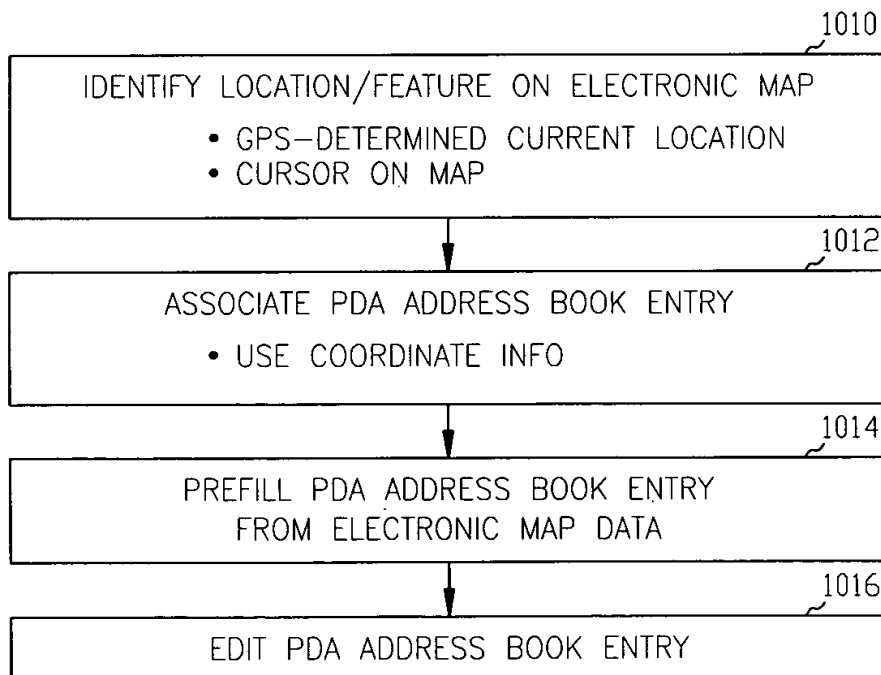 1010
IDENTIFY LOCATION/FEATURE ON ELECTRONIC MAP
• GPS-DETERMINED CURRENT LOCATION
• CURSOR ON MAP
1012
ASSOCIATE PDA ADDRESS BOOK ENTRY
• USE COORDINATE INFO
1014
PREFILL PDA ADDRESS BOOK ENTRY
FROM ELECTRONIC MAP DATA
1016
EDIT PDA ADDRESS BOOK ENTRY